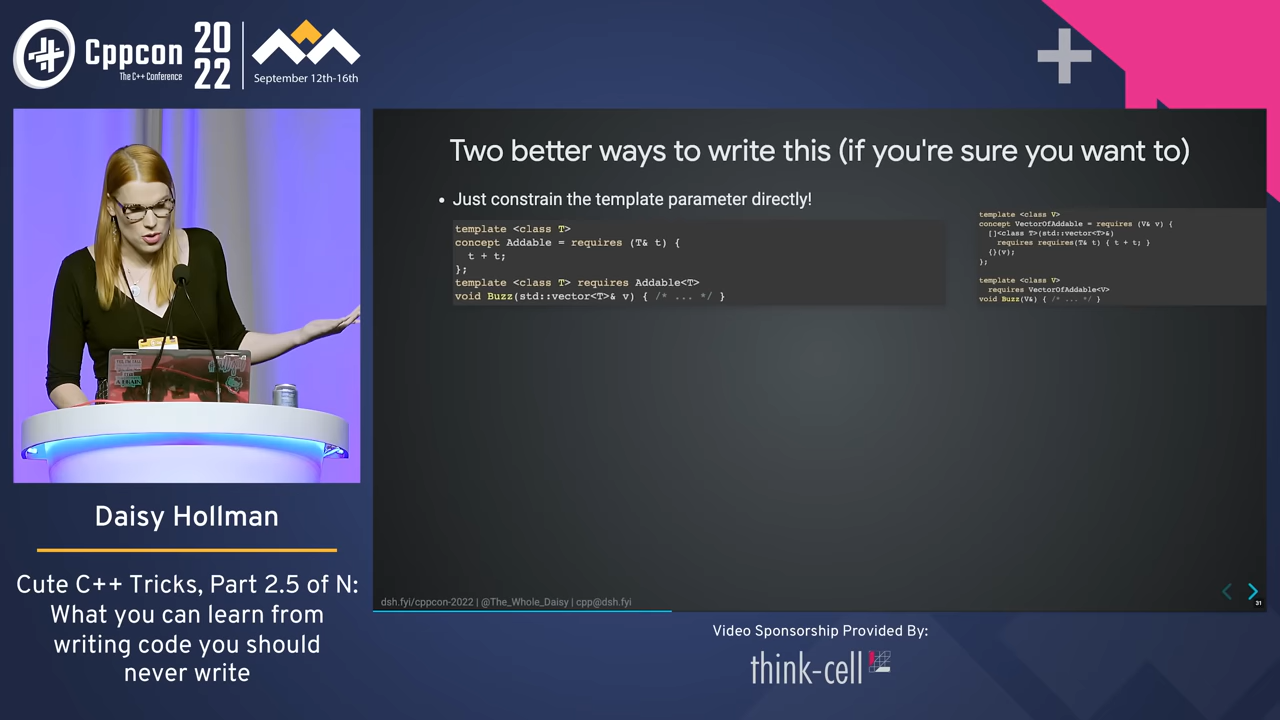 Cppcon
The C++ Conference
20
22
September 12th-16th
Two better ways to write this (if you're sure you want to)
• Just constrain the template parameter directly!
template <class T>
concept Addable = requires (T& t) {
  t + t;
};
template <class T> requires Addable<T>
void Buzz(std::vector<T>& v) { /* ... */ }
template <class V>
concept VectorOfAddable = requires (V& v) {
  []<class T>(std::vector<T>&)
    requires requires(T& t) { t + t; }
  {}(v);
};
template <class V>
  requires VectorOfAddable<V>
void Buzz(V&) { /* ... */ }
dsh.fyi/cppcon-2022 | @The_Whole_Daisy | cpp@dsh.fyi
31
Daisy Hollman
Cute C++ Tricks, Part 2.5 of N:
What you can learn from
writing code you should
never write
Video Sponsorship Provided By:
think-cell